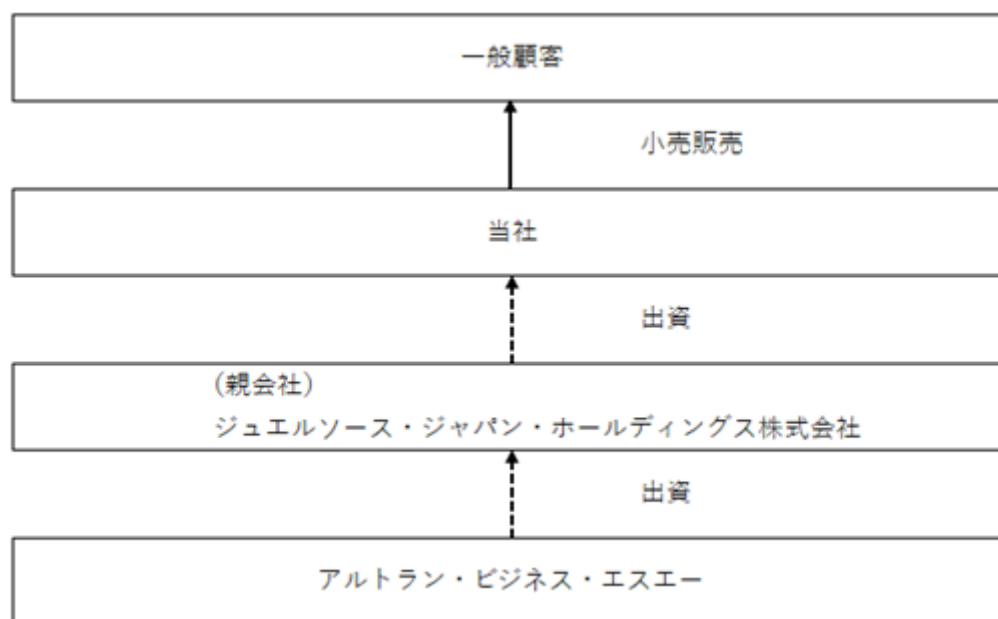 一般顧客
小売販売
当社
出資
(親会社)
ジュエルソース・ジャパン・ホールディングス株式会社
出資
アルトラン・ビジネス・エスエー